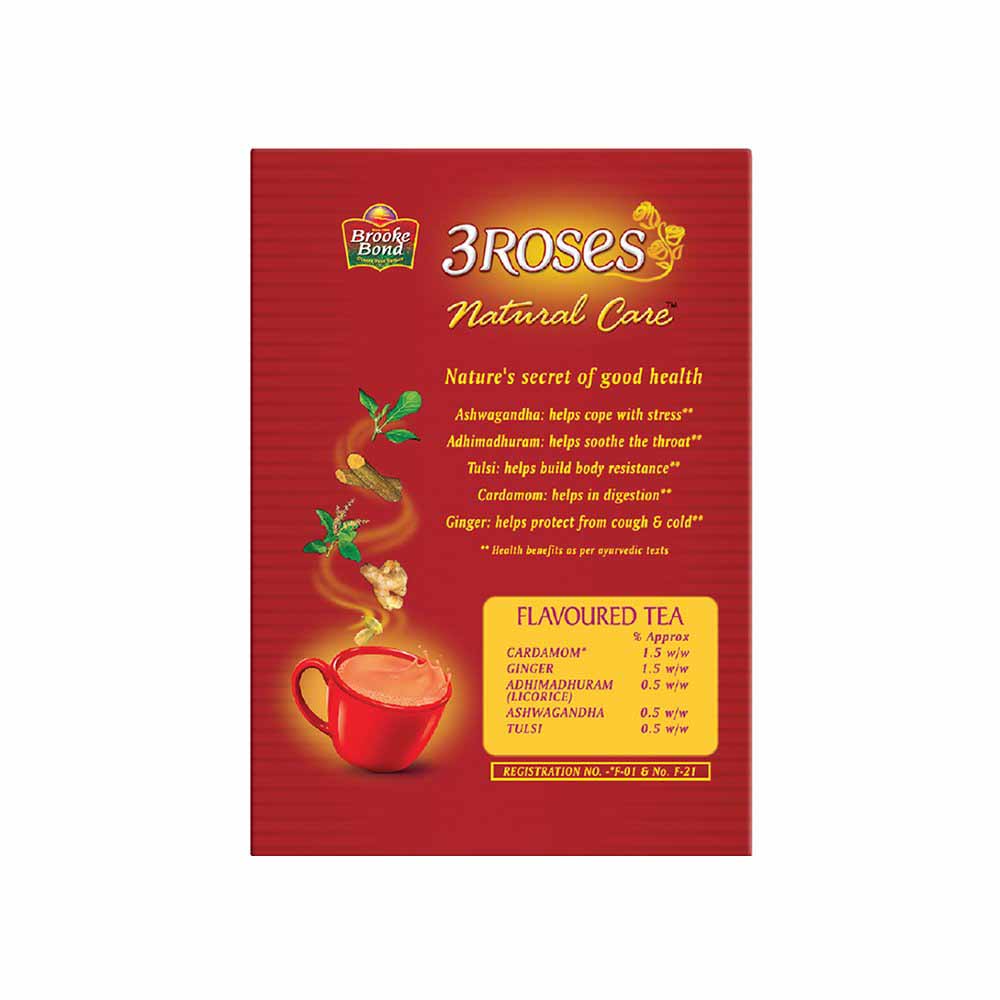 Brooke
Bond
3ROSES
Natural Care™
Nature's secret of good health
Ashwagandha: helps cope with stress**
Adhimadhuram: helps soothe the throat**
Tulsi: helps build body resistance**
Cardamom: helps in digestion**
Ginger: helps protect from cough & cold**
** Health benefits as per ayurvedic texts
FLAVOURED TEA
% Approx
CARDAMOM* 1.5 w/w
GINGER 1.5 w/w
ADHIMADHURAM 0.5 w/w
(LICORICE)
ASHWAGANDHA 0.5 w/w
TULSI 0.5 w/w
REGISTRATION NO. -*F-01 & No. F-21